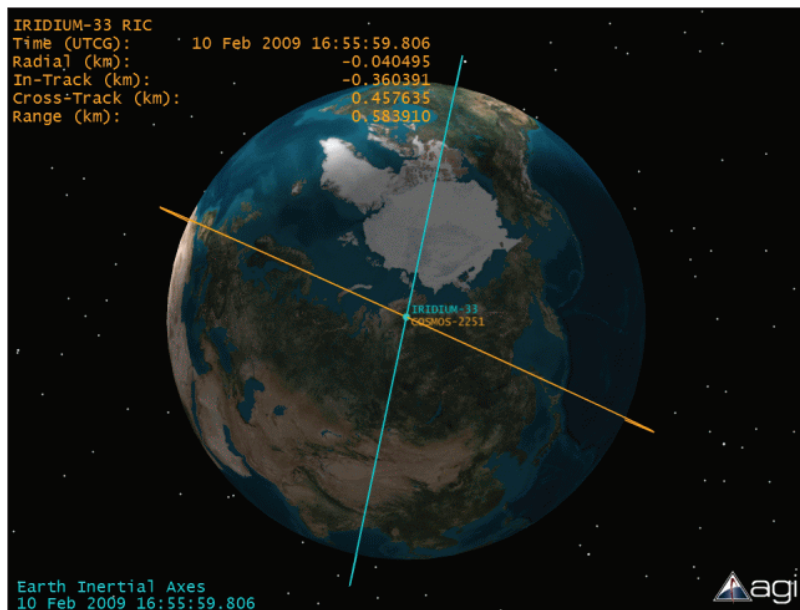 IRIDIUM-33 RIC
Time (UTCG): 10 Feb 2009 16:55:59.806
Radial (km): -0.040495
In-Track (km): -0.360391
Cross-Track (km): 0.457635
Range (km): 0.583910
IRIDIUM-33
COSMOS-2251
Earth Inertial Axes
10 Feb 2009 16:55:59.806
agi